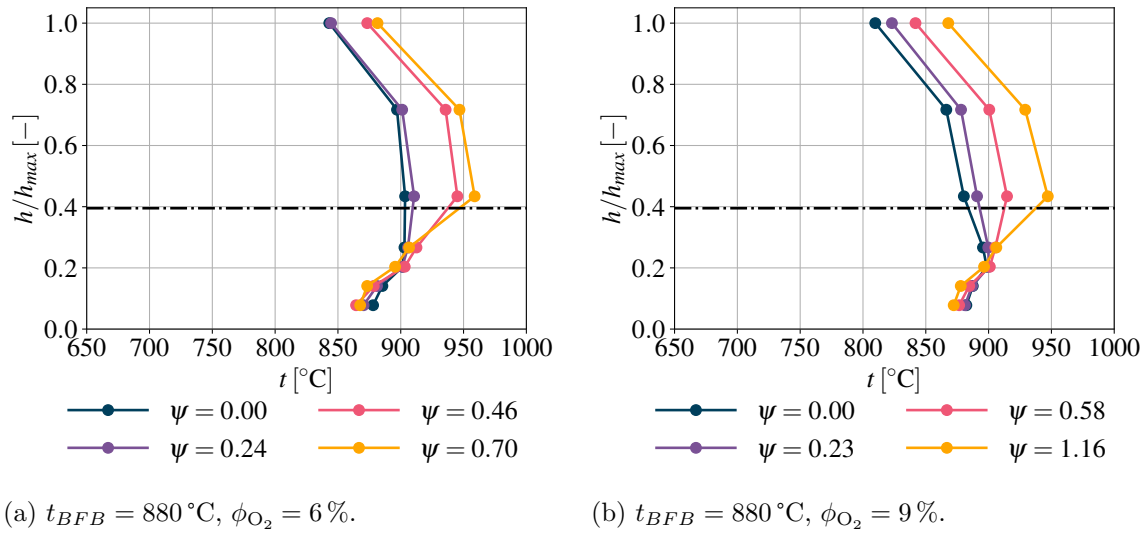 1.0
0.8
0.6
0.4
0.2
0.0
h/h_max [−]
650 700 750 800 850 900 950 1000
t [°C]
ψ = 0.00 ψ = 0.46
ψ = 0.24 ψ = 0.70
(a) t_BFB = 880 °C, ϕ_O₂ = 6 %.
1.0
0.8
0.6
0.4
0.2
0.0
h/h_max [−]
650 700 750 800 850 900 950 1000
t [°C]
ψ = 0.00 ψ = 0.58
ψ = 0.23 ψ = 1.16
(b) t_BFB = 880 °C, ϕ_O₂ = 9 %.